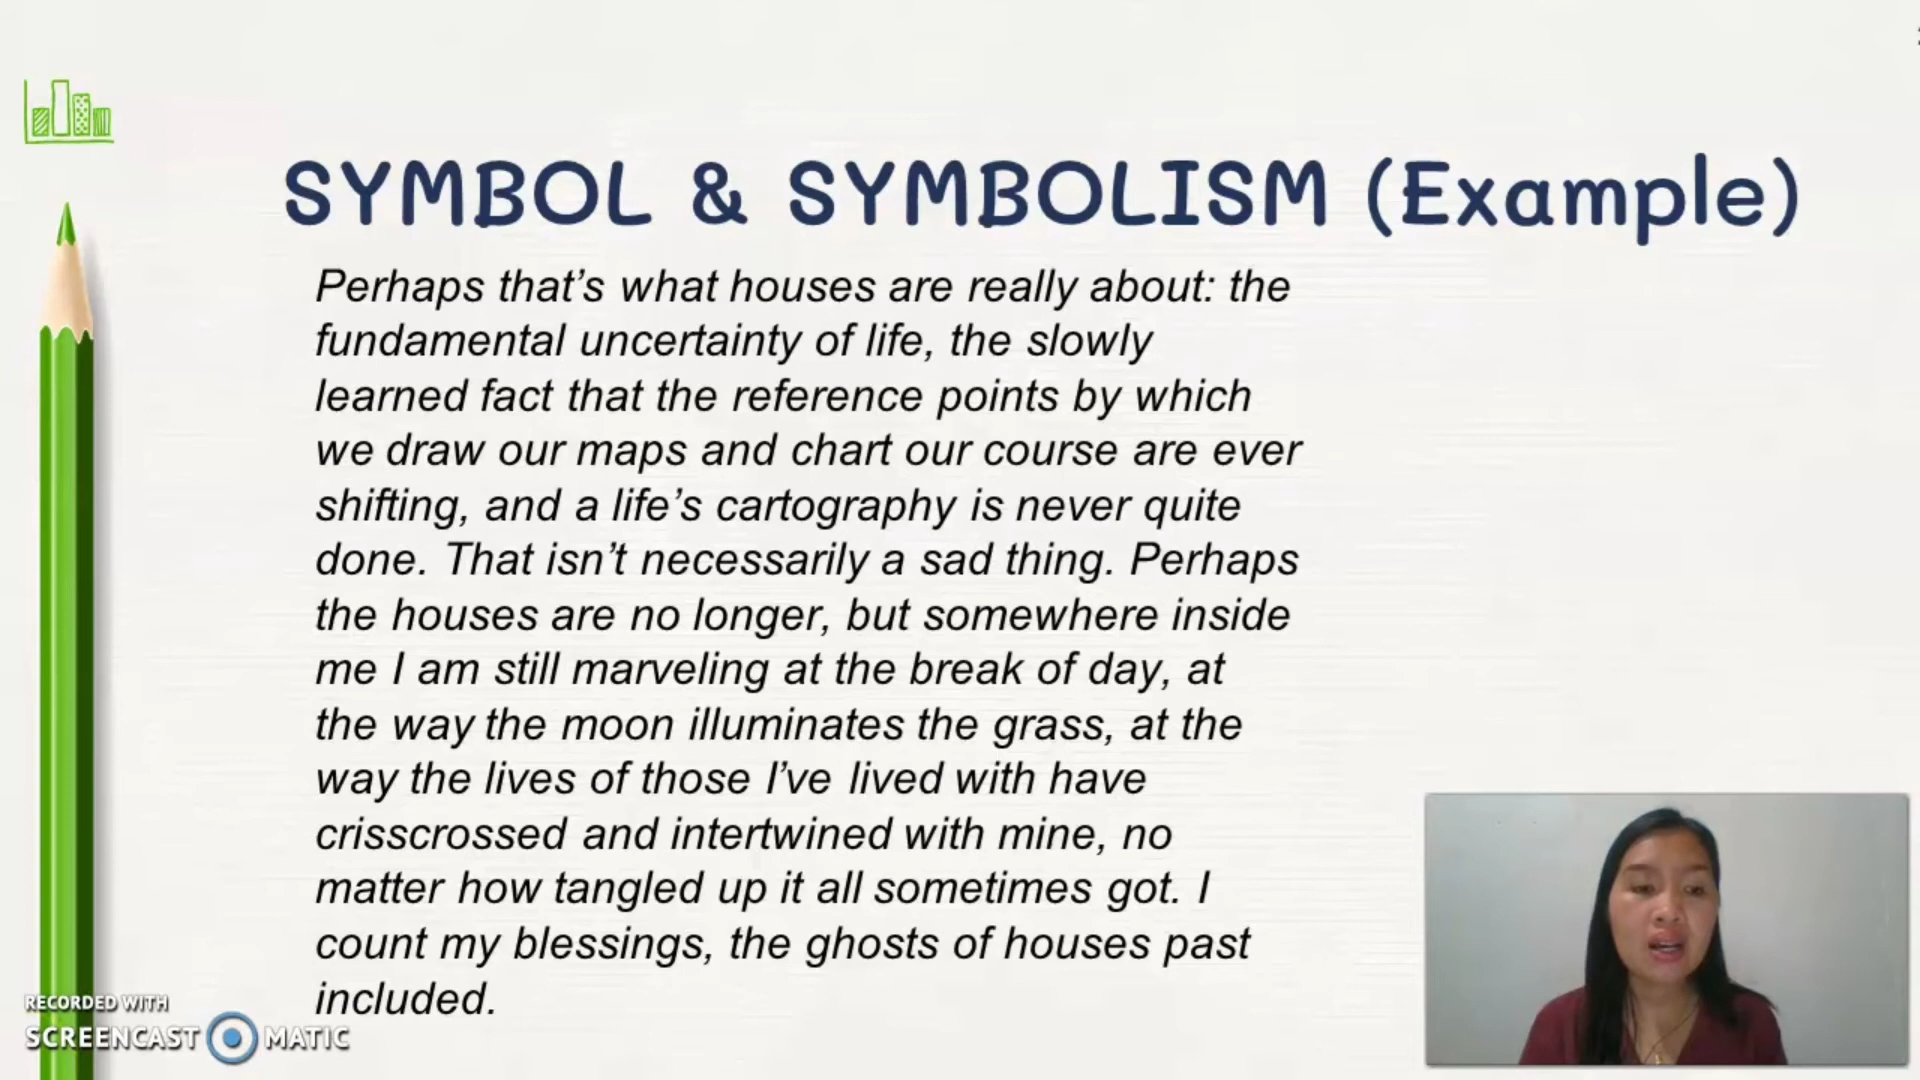 SYMBOL & SYMBOLISM (Example)
Perhaps that’s what houses are really about: the
fundamental uncertainty of life, the slowly
learned fact that the reference points by which
we draw our maps and chart our course are ever
shifting, and a life’s cartography is never quite
done. That isn’t necessarily a sad thing. Perhaps
the houses are no longer, but somewhere inside
me I am still marveling at the break of day, at
the way the moon illuminates the grass, at the
way the lives of those I’ve lived with have
crisscrossed and intertwined with mine, no
matter how tangled up it all sometimes got. I
count my blessings, the ghosts of houses past
included.
RECORDED WITH
SCREENCAST MATIC